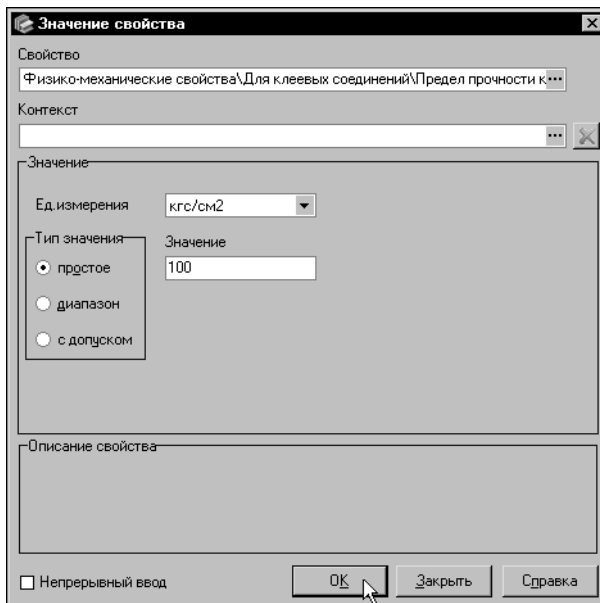 Значение свойства
Свойство
Физико-механические свойства\Для клеевых соединений\Предел прочности к
Контекст
Значение
Ед.измерения
кгс/см2
Тип значения
Значение
простое
100
диапазон
с допуском
Описание свойства
Непрерывный ввод
OK
Закрыть
Справка